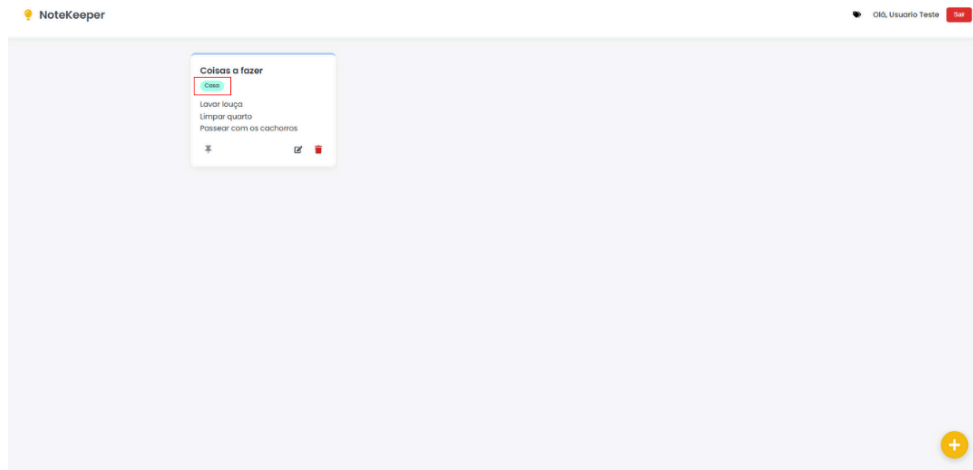 NoteKeeper
Olá, Usuario Teste
Sair
Coisas a fazer
Casa
Lavar louça
Limpar quarto
Passear com os cachorros